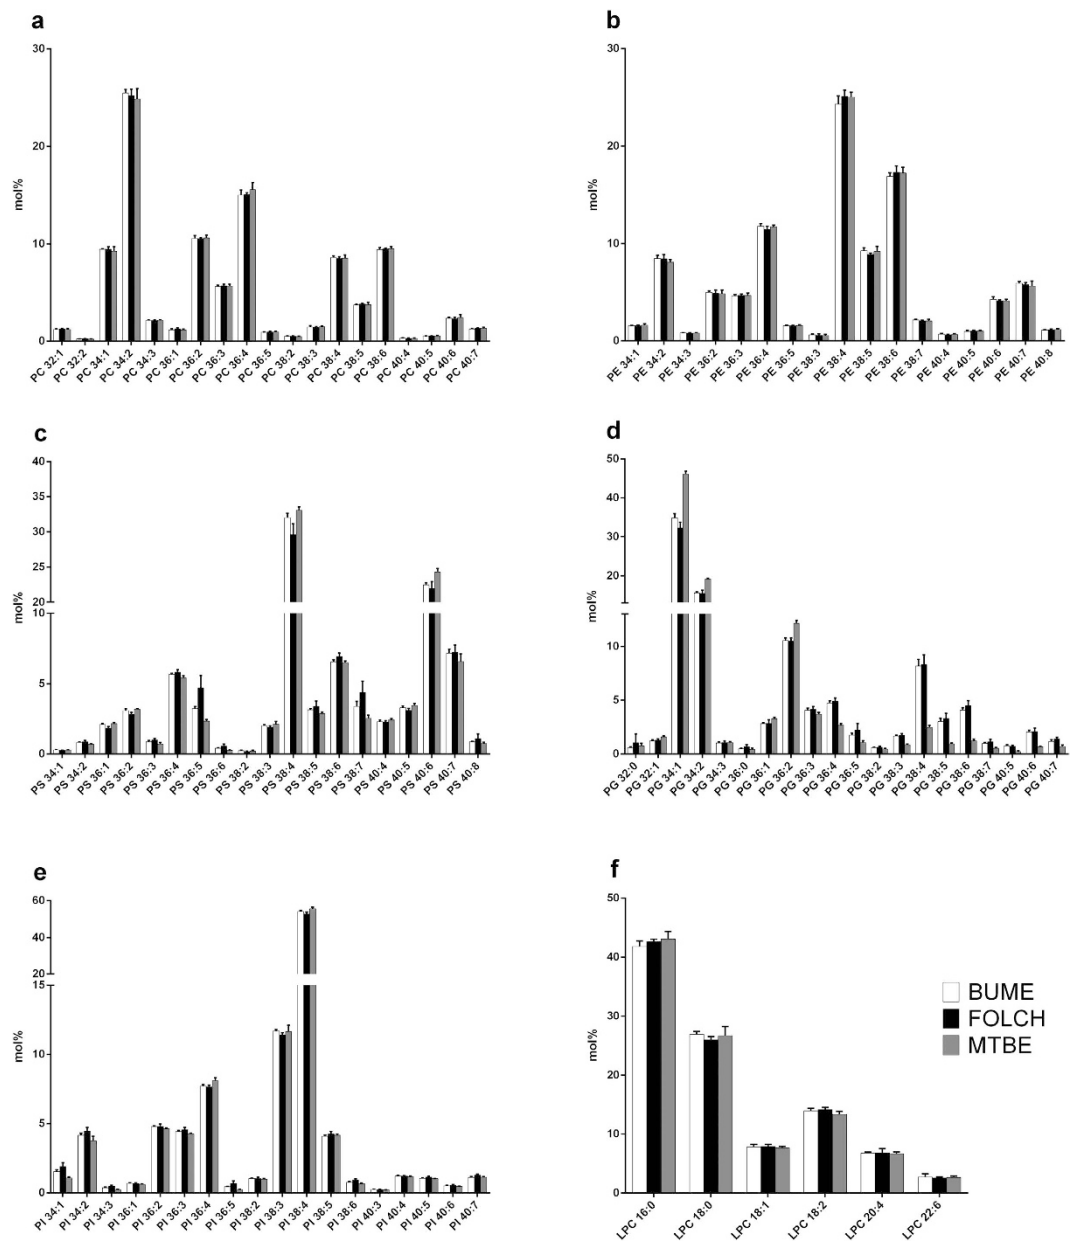 a
30
20
10
0
mol%
PC 32:1
PC 32:2
PC 34:1
PC 34:2
PC 34:3
PC 36:1
PC 36:2
PC 36:3
PC 36:4
PC 36:5
PC 38:2
PC 38:3
PC 38:4
PC 38:5
PC 38:6
PC 40:4
PC 40:5
PC 40:6
PC 40:7
b
30
20
10
0
mol%
PE 34:1
PE 34:2
PE 34:3
PE 36:2
PE 36:3
PE 36:4
PE 36:5
PE 38:3
PE 38:4
PE 38:5
PE 38:6
PE 38:7
PE 40:4
PE 40:5
PE 40:6
PE 40:7
PE 40:8
c
40
35
30
25
20
10
5
0
mol%
PS 34:1
PS 34:2
PS 36:1
PS 36:2
PS 36:3
PS 36:4
PS 36:5
PS 36:6
PS 38:2
PS 38:3
PS 38:4
PS 38:5
PS 38:6
PS 38:7
PS 40:4
PS 40:5
PS 40:6
PS 40:7
PS 40:8
d
50
40
30
20
10
5
0
mol%
PG 32:0
PG 32:1
PG 34:1
PG 34:2
PG 34:3
PG 36:0
PG 36:1
PG 36:2
PG 36:3
PG 36:4
PG 36:5
PG 38:2
PG 38:3
PG 38:4
PG 38:5
PG 38:6
PG 38:7
PG 40:5
PG 40:6
PG 40:7
e
60
40
20
15
10
5
0
mol%
PI 34:1
PI 34:2
PI 34:3
PI 36:1
PI 36:2
PI 36:3
PI 36:4
PI 36:5
PI 38:2
PI 38:3
PI 38:4
PI 38:5
PI 38:6
PI 40:3
PI 40:4
PI 40:5
PI 40:6
PI 40:7
f
50
40
30
20
10
0
mol%
LPC 16:0
LPC 18:0
LPC 18:1
LPC 18:2
LPC 20:4
LPC 22:6
BUME
FOLCH
MTBE